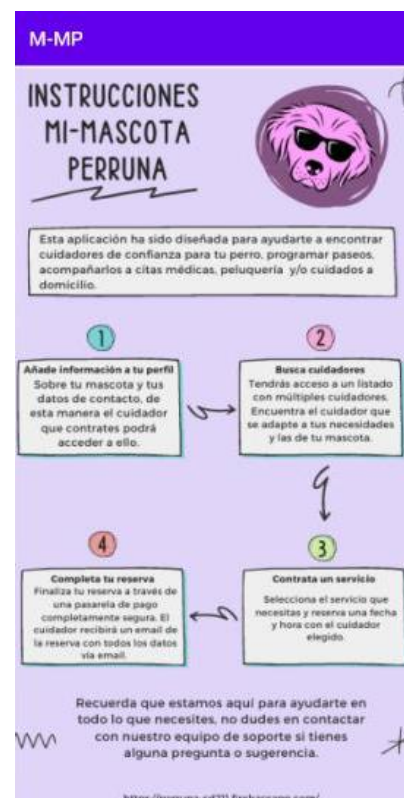 M-MP
INSTRUCCIONES
MI-MASCOTA
PERRUNA
Esta aplicación ha sido diseñada para ayudarte a encontrar
cuidadores de confianza para tu perro, programar paseos,
acompañarlos a citas médicas, peluquería y/o cuidados a
domicilio.
1
Añade información a tu perfil
Sobre tu mascota y tus
datos de contacto, de
esta manera el cuidador
que contrates podrá
acceder a ello.
2
Busca cuidadores
Tendrás acceso a un listado
con múltiples cuidadores.
Encuentra el cuidador que
se adapte a tus necesidades
y las de tu mascota.
3
Contrata un servicio
Selecciona el servicio que
necesitas y reserva una fecha
y hora con el cuidador
elegido.
4
Completa tu reserva
Finaliza tu reserva a través de
una pasarela de pago
completamente segura. El
cuidador recibirá un email de
la reserva con todos los datos
vía email.
Recuerda que estamos aquí para ayudarte en
todo lo que necesites, no dudes en contactar
con nuestro equipo de soporte si tienes
alguna pregunta o sugerencia.